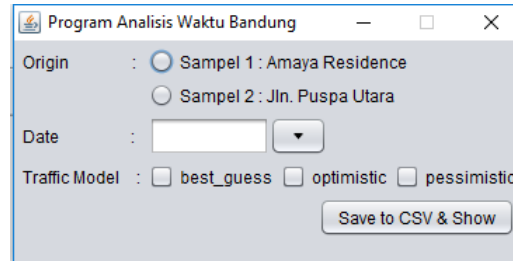 Program Analisis Waktu Bandung
Origin : Sampel 1 : Amaya Residence
Sampel 2 : Jln. Puspa Utara
Date :
Traffic Model : best_guess optimistic pessimistic
Save to CSV & Show